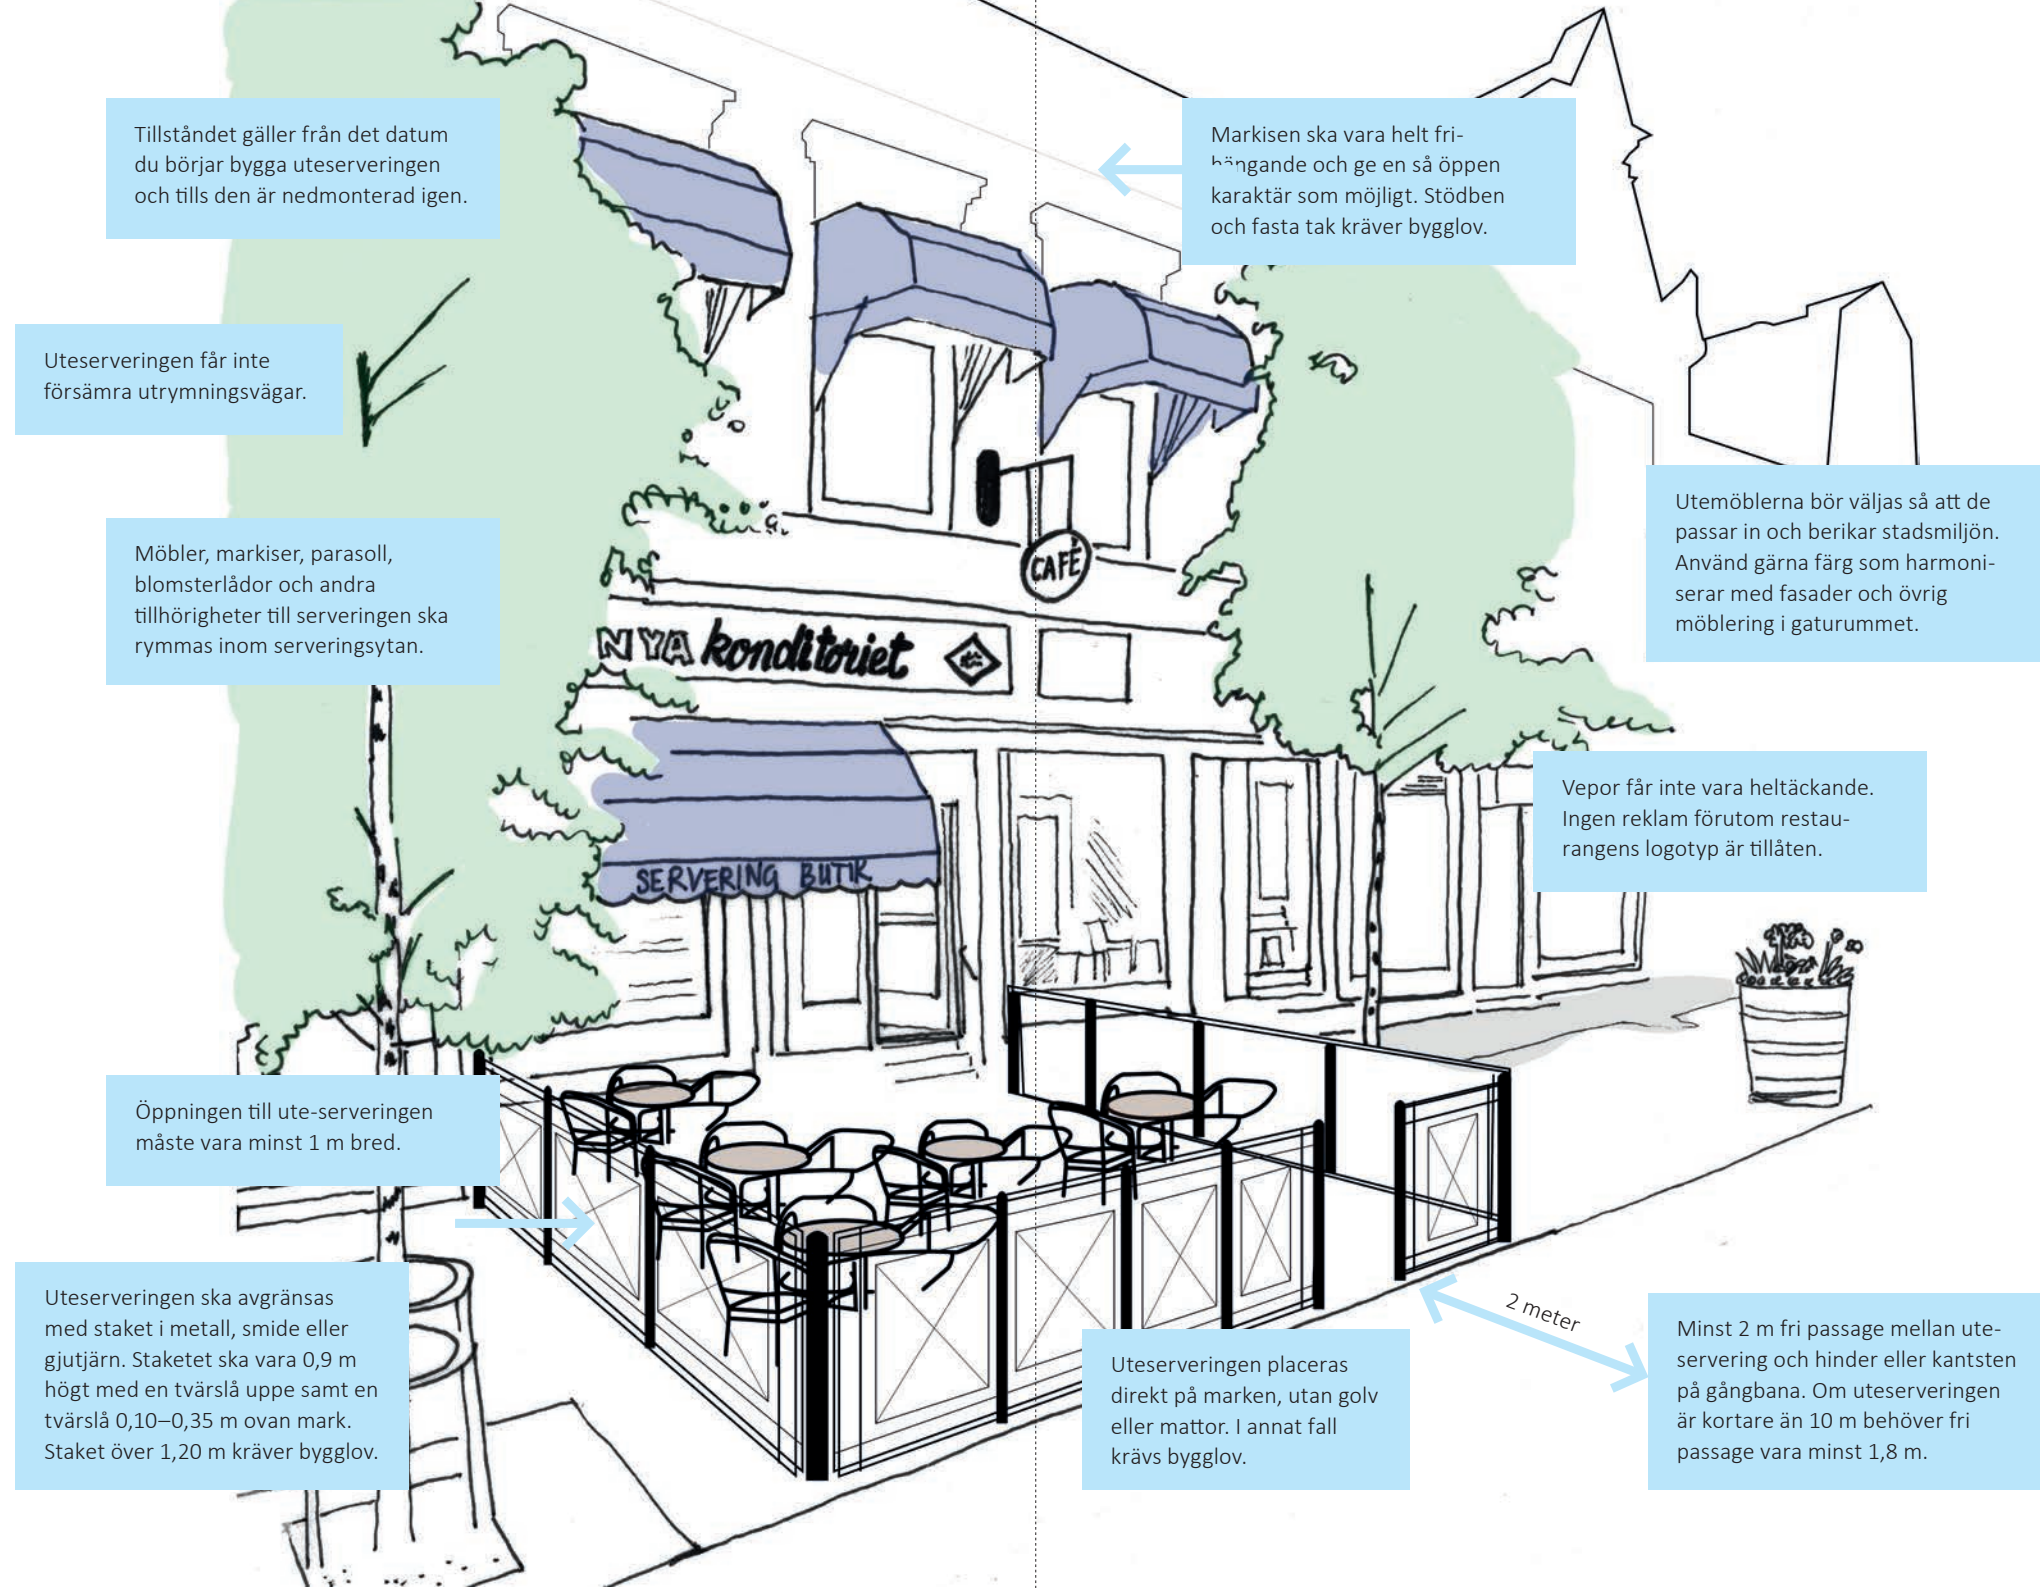 Tillståndet gäller från det datum
du börjar bygga uteserveringen
och tills den är nedmonterad igen.
Markisen ska vara helt fri-
hängande och ge en så öppen
karaktär som möjligt. Stödben
och fasta tak kräver bygglov.
Uteserveringen får inte
försämra utrymningsvägar.
Utemöblerna bör väljas så att de
passar in och berikar stadsmiljön.
Använd gärna färg som harmoni-
serar med fasader och övrig
möblering i gaturummet.
Möbler, markiser, parasoll,
blomsterlådor och andra
tillhörigheter till serveringen ska
rymmas inom serveringsytan.
CAFÉ
NYA konditoriet
Vepor får inte vara heltäckande.
Ingen reklam förutom restau-
rangens logotyp är tillåten.
SERVERING BUTIK
Öppningen till ute-serveringen
måste vara minst 1 m bred.
Uteserveringen ska avgränsas
med staket i metall, smide eller
gjutjärn. Staketet ska vara 0,9 m
högt med en tvärslå uppe samt en
tvärslå 0,10–0,35 m ovan mark.
Staket över 1,20 m kräver bygglov.
Uteserveringen placeras
direkt på marken, utan golv
eller mattor. I annat fall
krävs bygglov.
2 meter
Minst 2 m fri passage mellan ute-
servering och hinder eller kantsten
på gångbana. Om uteserveringen
är kortare än 10 m behöver fri
passage vara minst 1,8 m.